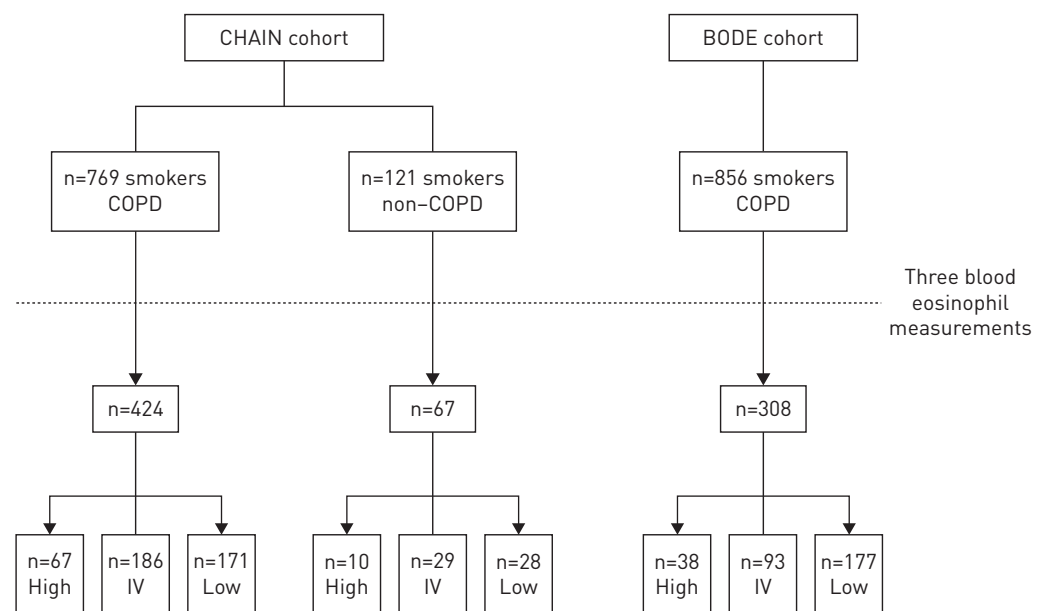 CHAIN cohort
BODE cohort
n=769 smokers
COPD
n=121 smokers
non–COPD
n=856 smokers
COPD
Three blood
eosinophil
measurements
n=424
n=67
n=308
n=67
High
n=186
IV
n=171
Low
n=10
High
n=29
IV
n=28
Low
n=38
High
n=93
IV
n=177
Low